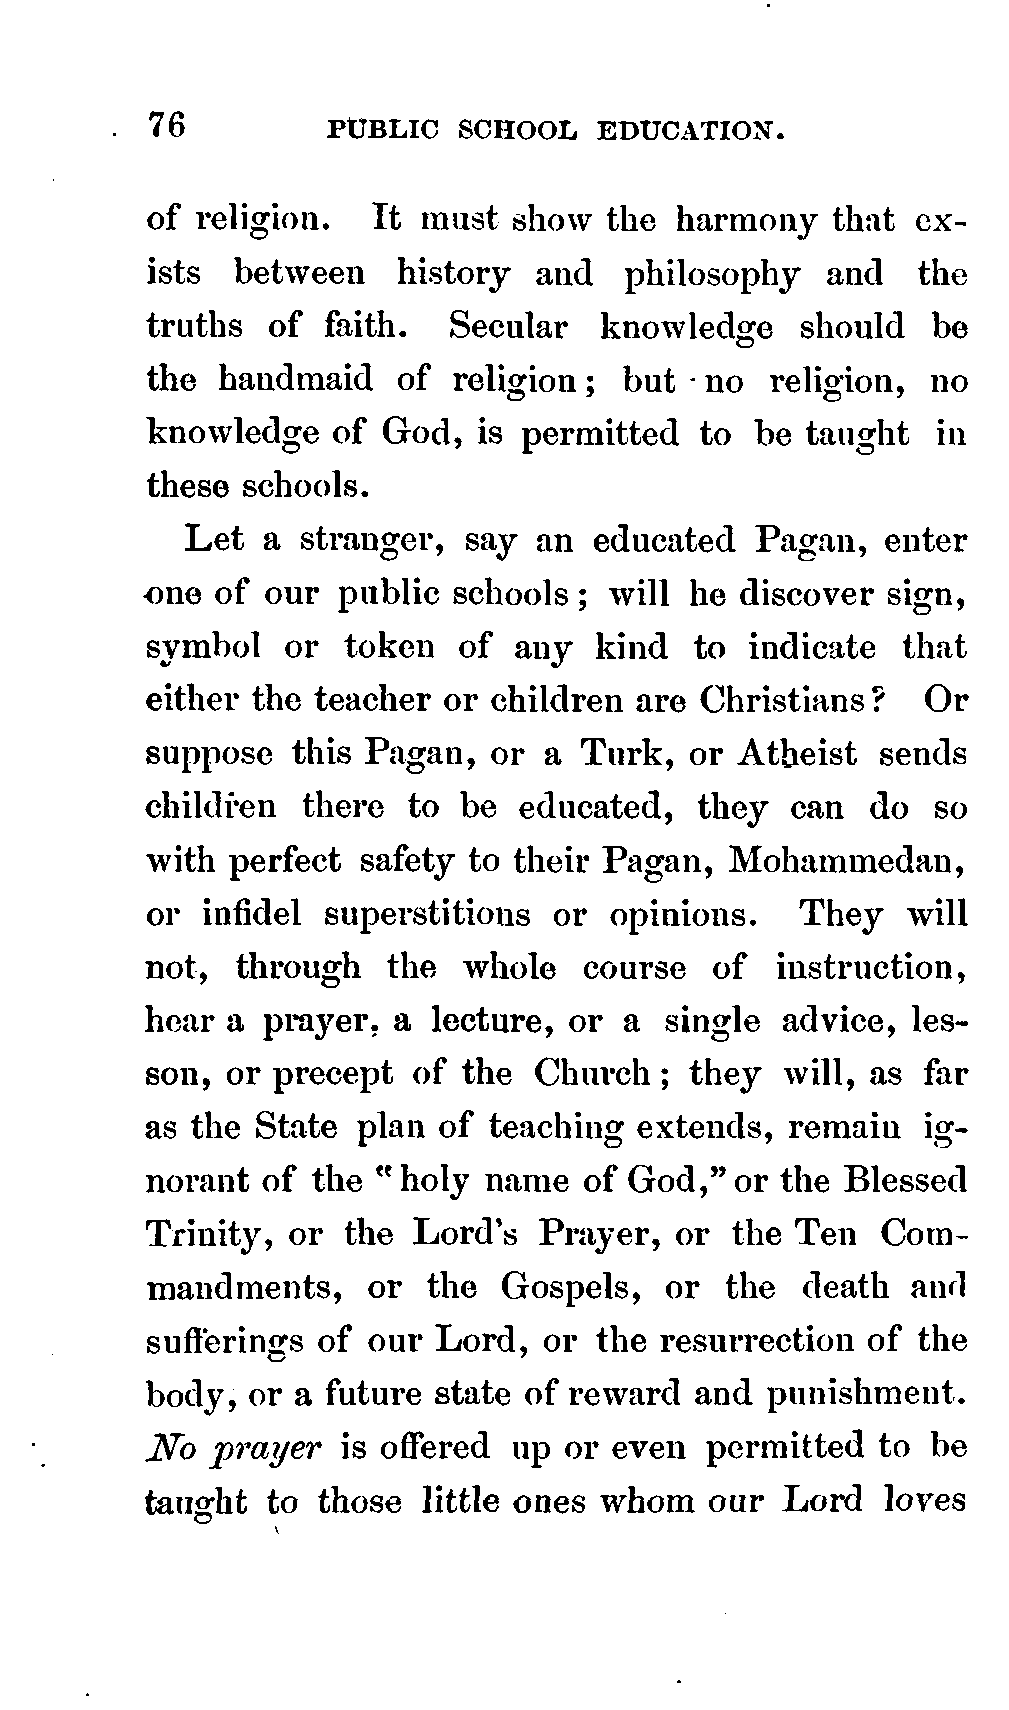 76 PUBLIC SCHOOL EDUCATION.
of religion. It must show the harmony that ex-
ists between history and philosophy and the
truths of faith. Secular knowledge should be
the handmaid of religion; but no religion, no
knowledge of God, is permitted to be taught in
these schools.
Let a stranger, say an educated Pagan, enter
one of our public schools; will he discover sign,
symbol or token of any kind to indicate that
either the teacher or children are Christians? Or
suppose this Pagan, or a Turk, or Atheist sends
children there to be educated, they can do so
with perfect safety to their Pagan, Mohammedan,
or infidel superstitions or opinions. They will
not, through the whole course of instruction,
hear a prayer, a lecture, or a single advice, les-
son, or precept of the Church; they will, as far
as the State plan of teaching extends, remain ig-
norant of the "holy name of God," or the Blessed
Trinity, or the Lord's Prayer, or the Ten Com-
mandments, or the Gospels, or the death and
sufferings of our Lord, or the resurrection of the
body, or a future state of reward and punishment.
No prayer is offered up or even permitted to be
taught to those little ones whom our Lord loves